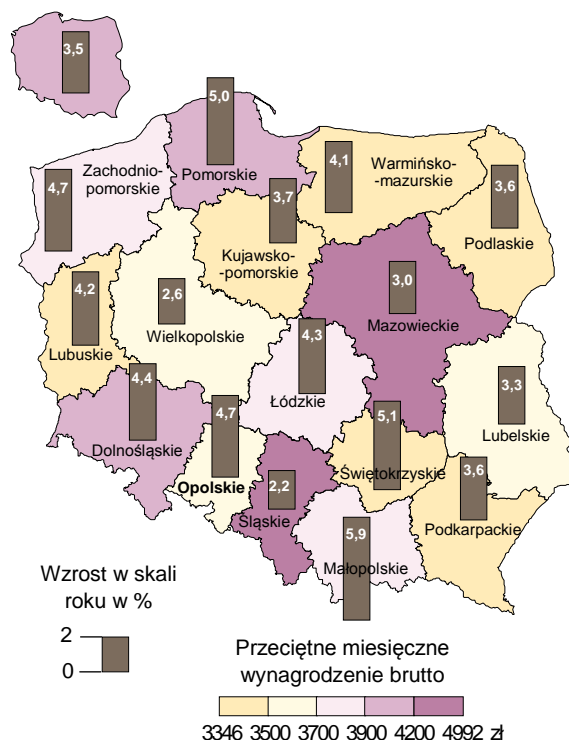 3,5
5,0
Pomorskie
Zachodnio-
pomorskie
4,7
4,1
Warmińsko-
-mazurskie
3,7
Kujawsko-
-pomorskie
3,6
Podlaskie
4,2
Lubuskie
2,6
Wielkopolskie
3,0
Mazowieckie
4,3
Łódzkie
4,4
Dolnośląskie
4,7
Opolskie
3,3
Lubelskie
5,1
Świętokrzyskie
2,2
Śląskie
3,6
Podkarpackie
5,9
Małopolskie
Wzrost w skali
roku w %
2
0
Przeciętne miesięczne
wynagrodzenie brutto
3346 3500 3700 3900 4200 4992 zł